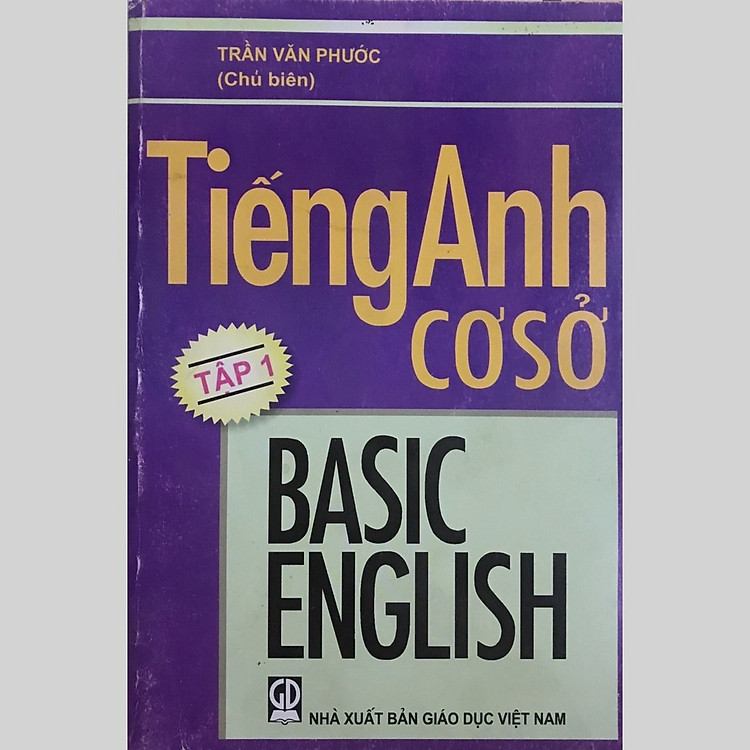 TRẦN VĂN PHƯỚC
(Chủ biên)
Tiếng Anh
CƠ SỞ
TẬP 1
BASIC
ENGLISH
GD
NHÀ XUẤT BẢN GIÁO DỤC VIỆT NAM